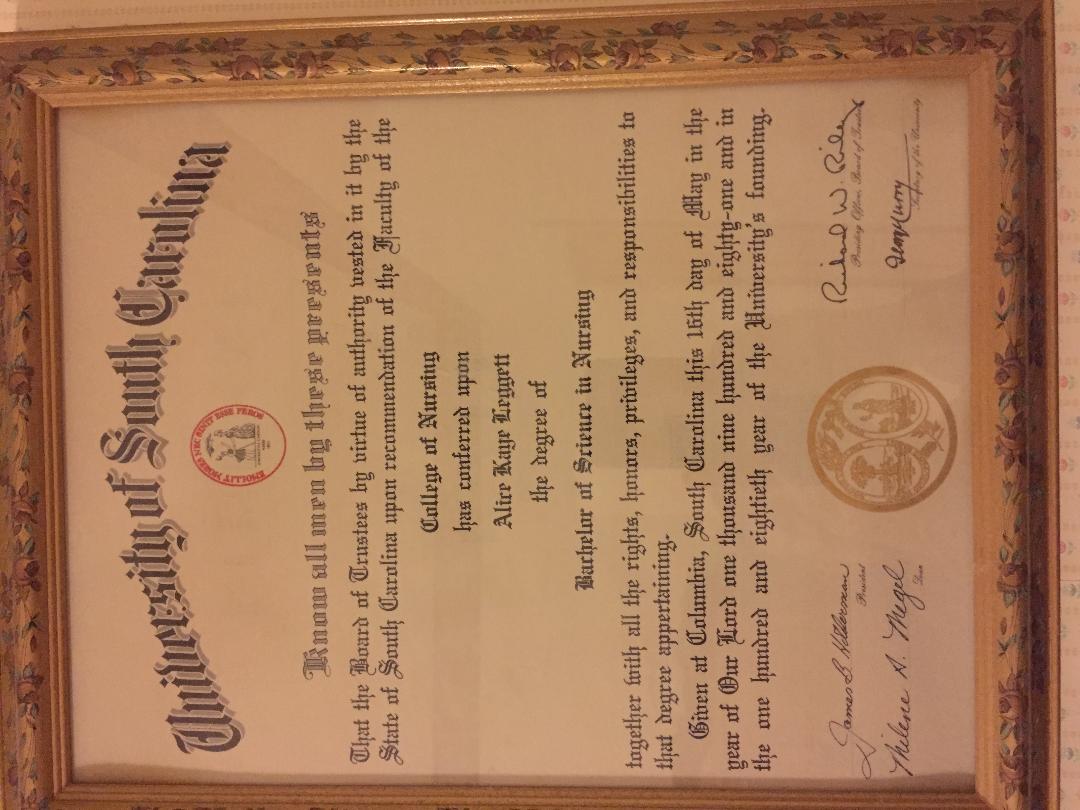 University of South Carolina
EMOLLIT MORES NEC SINIT ESSE FEROS
Know all men by these presents
That the Board of Trustees by virtue of authority vested in it by the
State of South Carolina upon recommendation of the Faculty of the
College of Nursing
has conferred upon
Alice Kaye Leggett
the degree of
Bachelor of Science in Nursing
together with all the rights, honors, privileges, and responsibilities to
that degree appertaining.
Given at Columbia, South Carolina this 16th day of May in the
year of Our Lord one thousand nine hundred and eighty-one and in
the one hundred and eightieth year of the University's founding.
James B. Holderman
President
Dean
Richard W. Riley
Presiding Officer, Board of Trustees
Secretary of the University